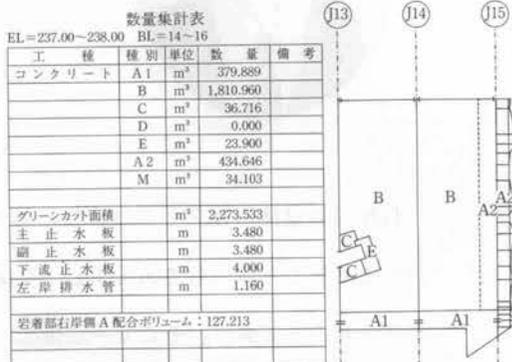 数量集計表
EL=237.00~238.00 BL=14~16
工 種 種別 単位 数 量 備 考
コンクリート A1 m³ 379.889
B m³ 1,810.960
C m³ 36.716
D m³ 0.000
E m³ 23.900
A2 m³ 434.646
M m³ 34.103
グリーンカット面積 m³ 2,273.533
主止水板 m 3.480
副止水板 m 3.480
下流止水板 m 4.000
左岸排水管 m 1.160
岩着部右岸側A配合ボリューム:127.213
J13 J14 J15
B B A2 A2
C E
C
A1 A1